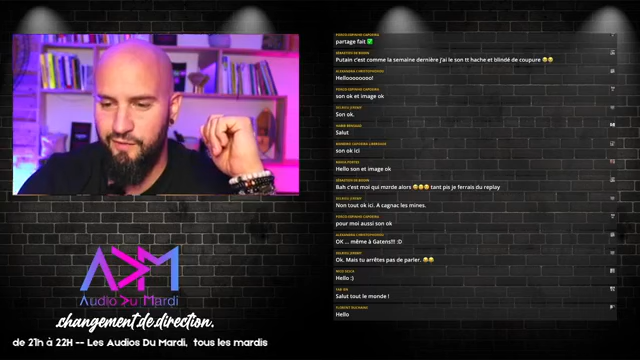 partage fait ✅
Putain c'est comme la semaine dernière j'ai le son tt hache et blindé de coupure 😂😂
Helloooooooo!
son ok et image ok
Son ok.
Salut
son ok ici
Hello son et image ok
Bah c'est moi qui mzrde alors 😂😂😂 tant pis je ferrais du replay
Non tout ok ici. A cagnac les mines.
pour moi aussi son ok
OK ... même à Gatens!!! :D
Ok. Mais tu arrêtes pas de parler. 😂😂
Hello :)
Salut tout le monde !
Hello
ADM
Audio Du Mardi
.changement.de.direction.
de 21h à 22H -- Les Audios Du Mardi, tous les mardis